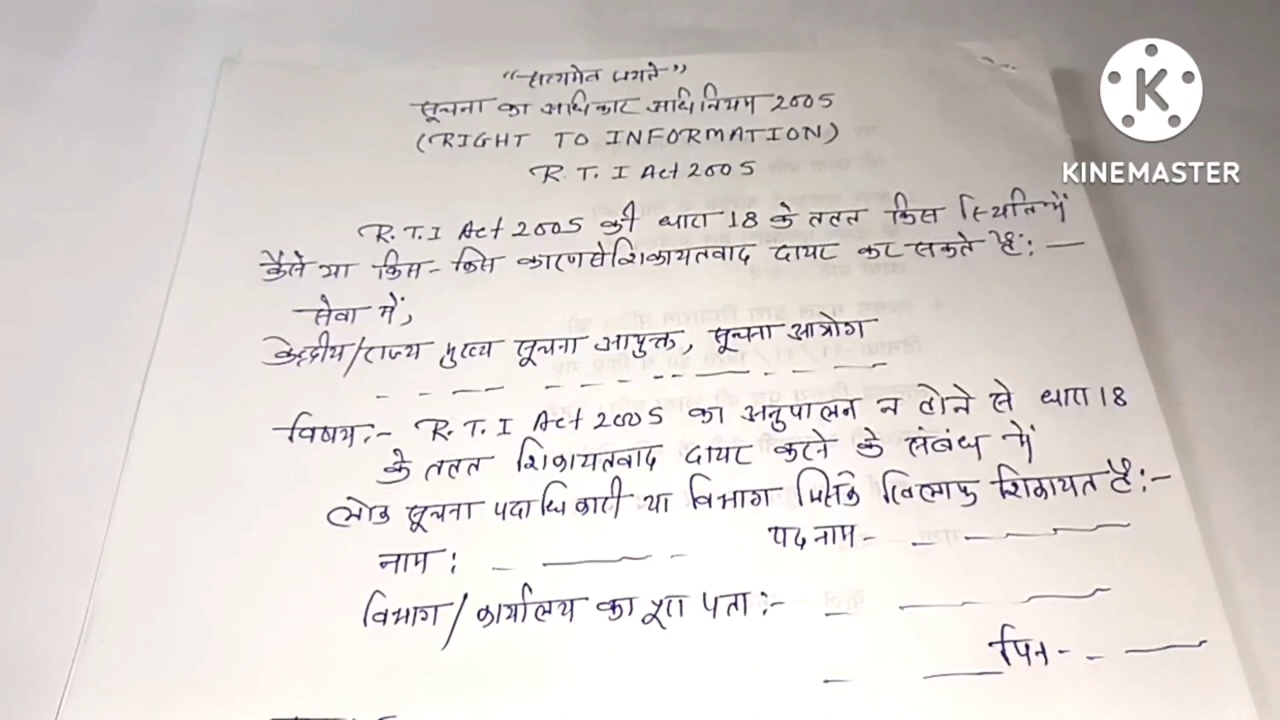 "सत्यमेव जयते"
सूचना का अधिकार अधिनियम 2005
(RIGHT TO INFORMATION)
R.T.I Act 2005
R.T.I Act 2005 की धारा 18 के तहत किस स्थिति में
कैसे या किस-किस कारण से शिकायतवाद दायर कर सकते हैं:—
सेवा में,
केंद्रीय/राज्य मुख्य सूचना आयुक्त, सूचना आयोग
विषय:- R.T.I Act 2005 का अनुपालन न होने से धारा 18
के तहत शिकायतवाद दायर करने के संबंध में
लोक सूचना पदाधिकारी या विभाग जिसके खिलाफ शिकायत है:-
नाम: पदनाम-
विभाग/कार्यालय का पूरा पता:-
पिन-
K
KINEMASTER